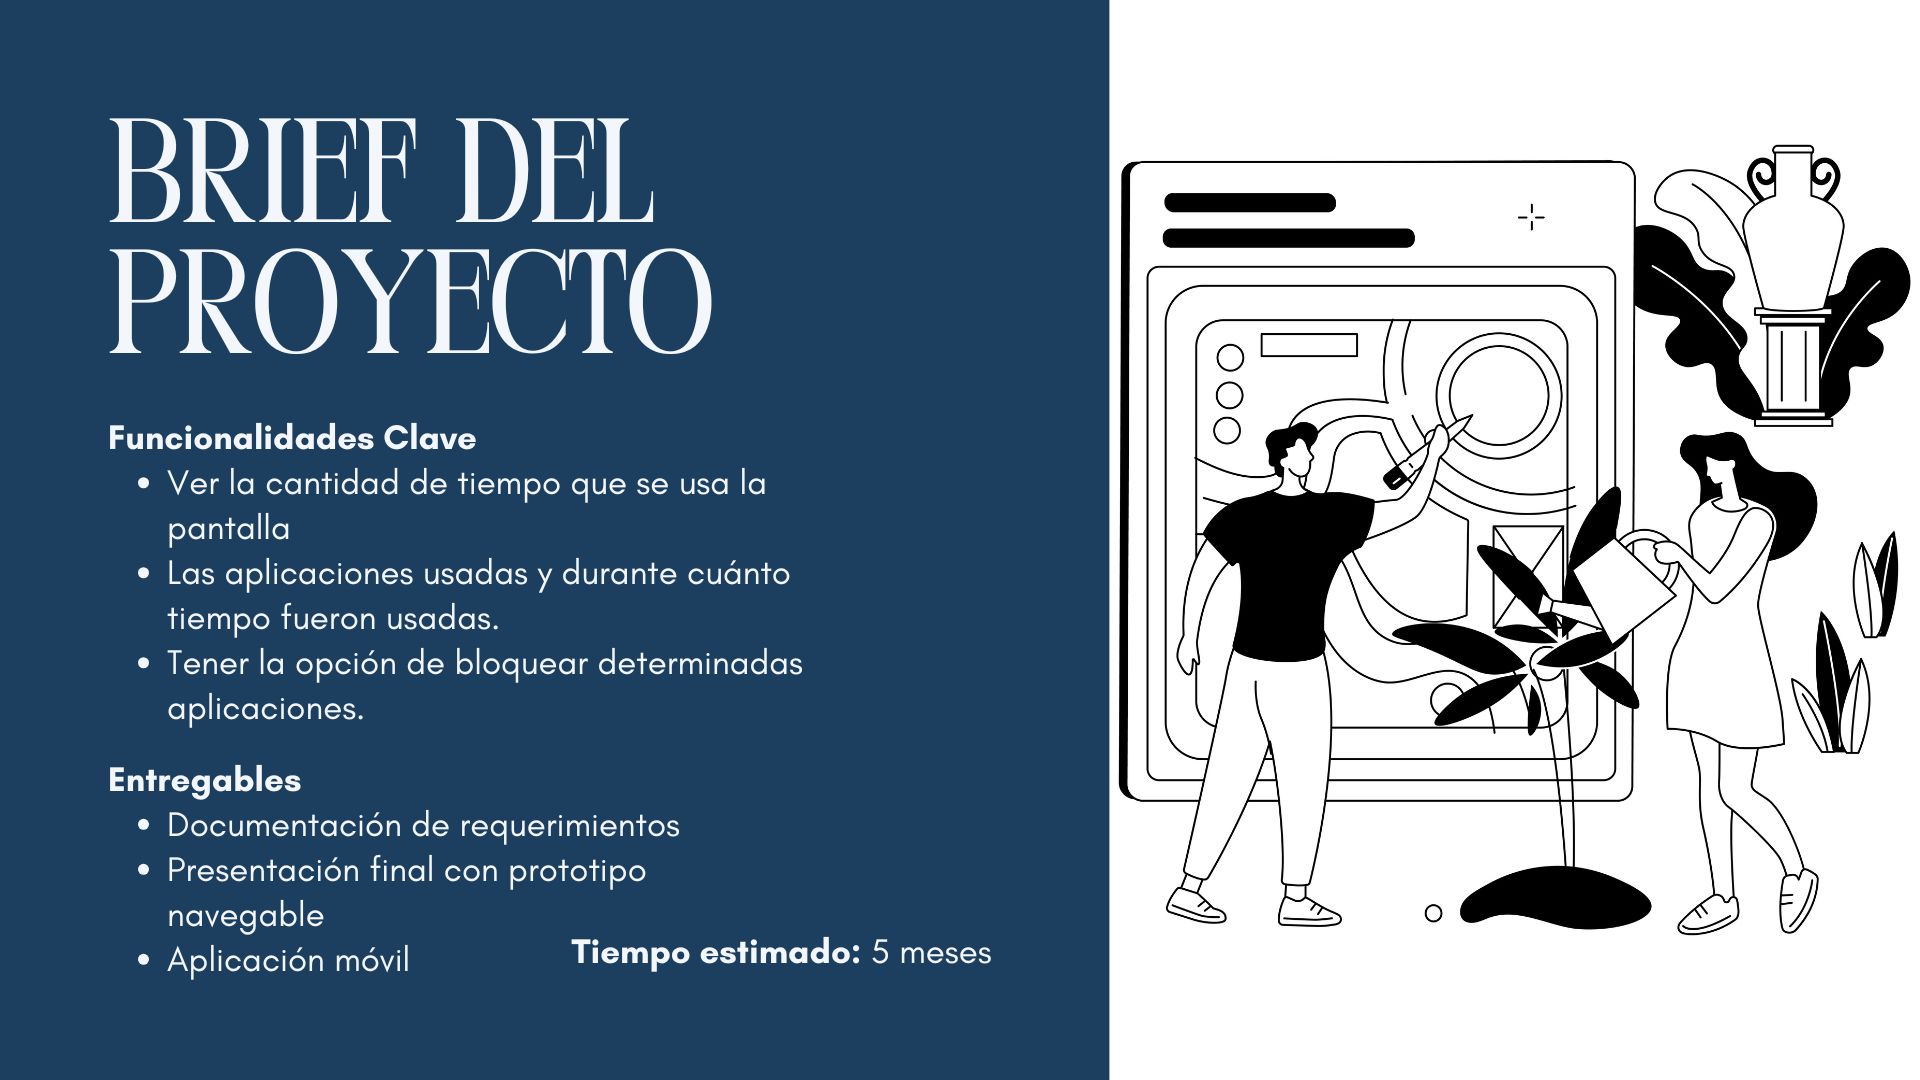 BRIEF DEL
PROYECTO
Funcionalidades Clave
• Ver la cantidad de tiempo que se usa la
pantalla
• Las aplicaciones usadas y durante cuánto
tiempo fueron usadas.
• Tener la opción de bloquear determinadas
aplicaciones.
Entregables
• Documentación de requerimientos
• Presentación final con prototipo
navegable
• Aplicación móvil
Tiempo estimado: 5 meses